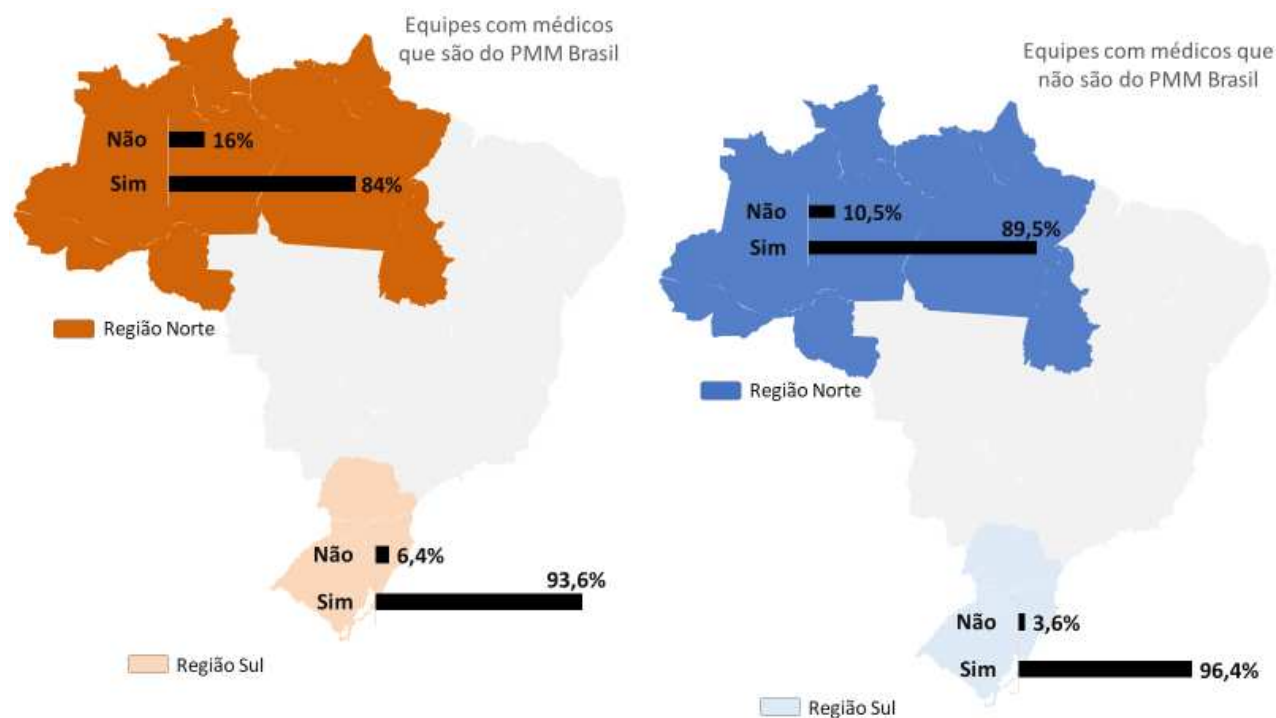 Equipes com médicos
que são do PMM Brasil
Não 16%
Sim 84%
Região Norte
Não 6,4%
93,6%
Sim
Região Sul
Equipes com médicos que
não são do PMM Brasil
Não 10,5%
89,5%
Sim
Região Norte
Não 3,6%
Sim 96,4%
Região Sul